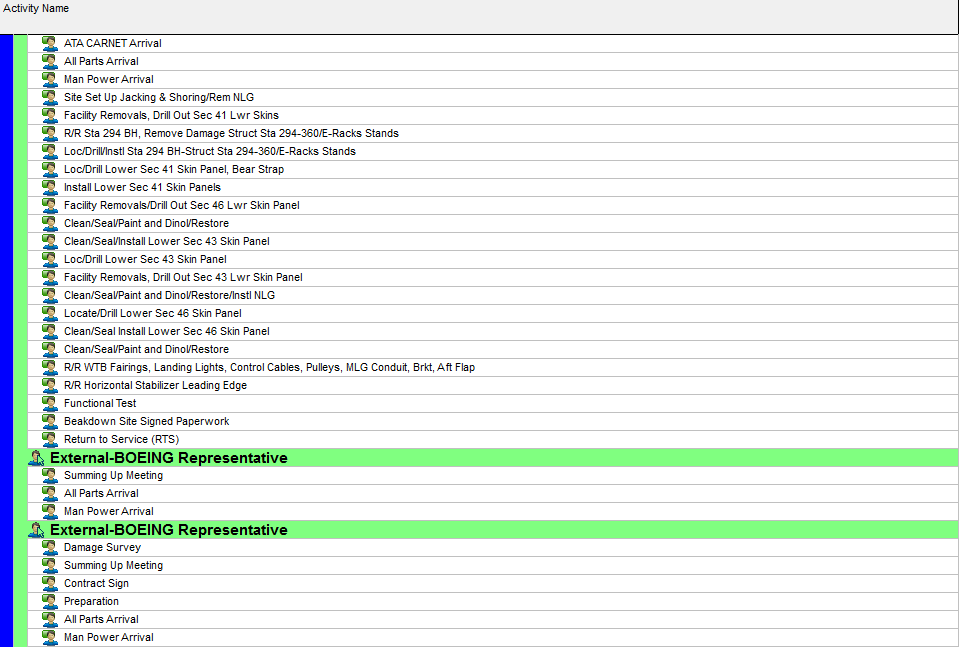 Activity Name
ATA CARNET Arrival
All Parts Arrival
Man Power Arrival
Site Set Up Jacking & Shoring/Rem NLG
Facility Removals, Drill Out Sec 41 Lwr Skins
R/R Sta 294 BH, Remove Damage Struct Sta 294-360/E-Racks Stands
Loc/Drill/Instl Sta 294 BH-Struct Sta 294-360/E-Racks Stands
Loc/Drill Lower Sec 41 Skin Panel, Bear Strap
Install Lower Sec 41 Skin Panels
Facility Removals/Drill Out Sec 46 Lwr Skin Panel
Clean/Seal/Paint and Dinol/Restore
Clean/Seal/Install Lower Sec 43 Skin Panel
Loc/Drill Lower Sec 43 Skin Panel
Facility Removals, Drill Out Sec 43 Lwr Skin Panel
Clean/Seal/Paint and Dinol/Restore/Instl NLG
Locate/Drill Lower Sec 46 Skin Panel
Clean/Seal Install Lower Sec 46 Skin Panel
Clean/Seal/Paint and Dinol/Restore
R/R WTB Fairings, Landing Lights, Control Cables, Pulleys, MLG Conduit, Brkt, Aft Flap
R/R Horizontal Stabilizer Leading Edge
Functional Test
Beakdown Site Signed Paperwork
Return to Service (RTS)
External-BOEING Representative
Summing Up Meeting
All Parts Arrival
Man Power Arrival
External-BOEING Representative
Damage Survey
Summing Up Meeting
Contract Sign
Preparation
All Parts Arrival
Man Power Arrival